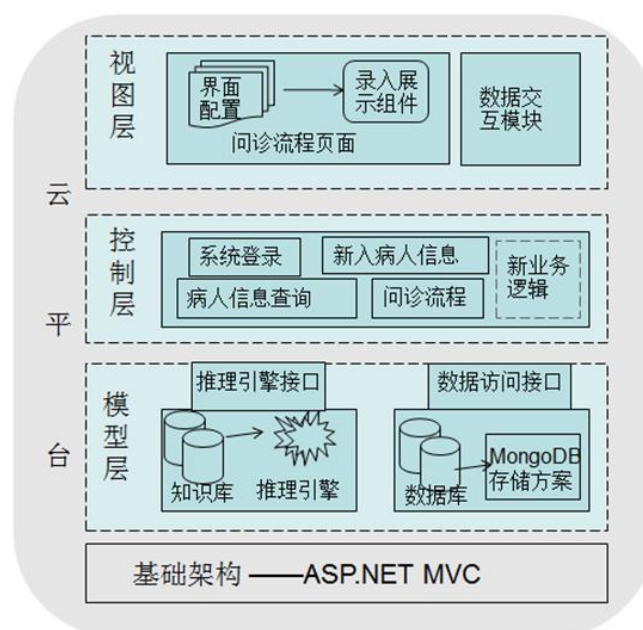 云
平
台
视图层
界面
配置
录入展
示组件
问诊流程页面
数据交
互模块
控制层
系统登录
新入病人信息
病人信息查询
问诊流程
新业务
逻辑
模型层
推理引擎接口
知识库
推理引擎
数据访问接口
数据库
MongoDB
存储方案
基础架构 ——ASP.NET MVC